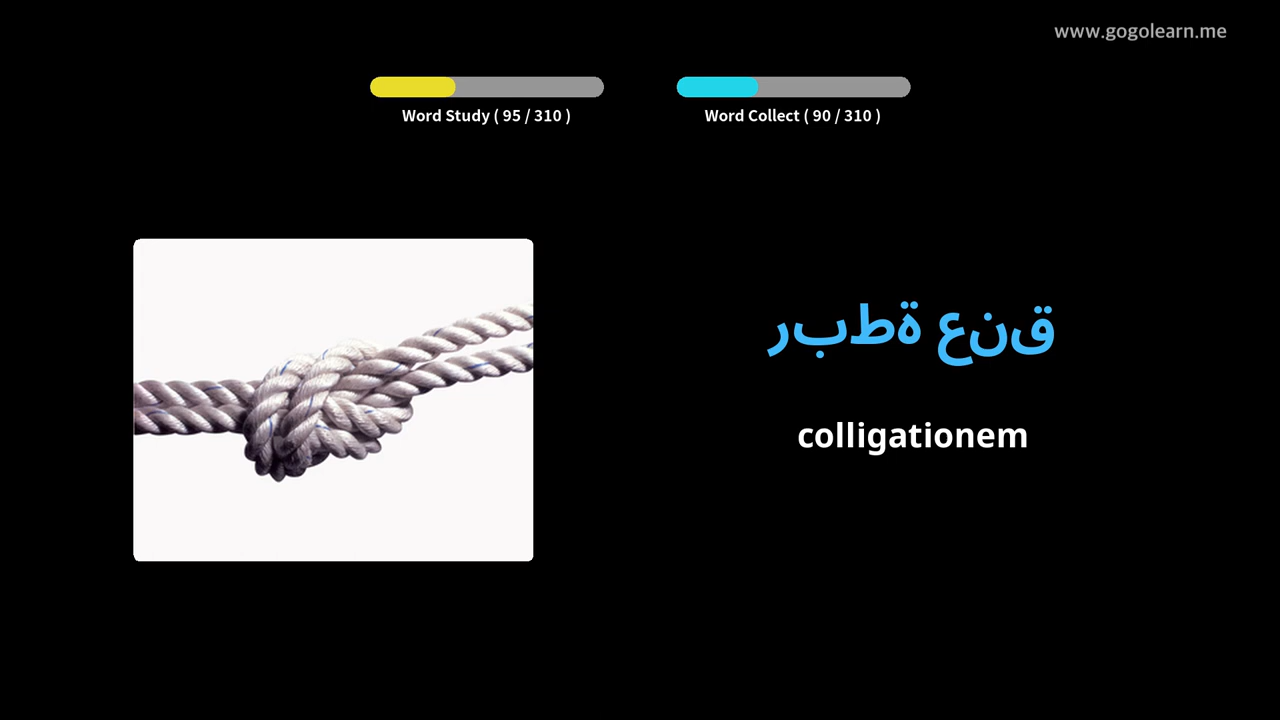 www.gogolearn.me
Word Study ( 95 / 310 )
Word Collect ( 90 / 310 )
ربطة عنق
colligationem